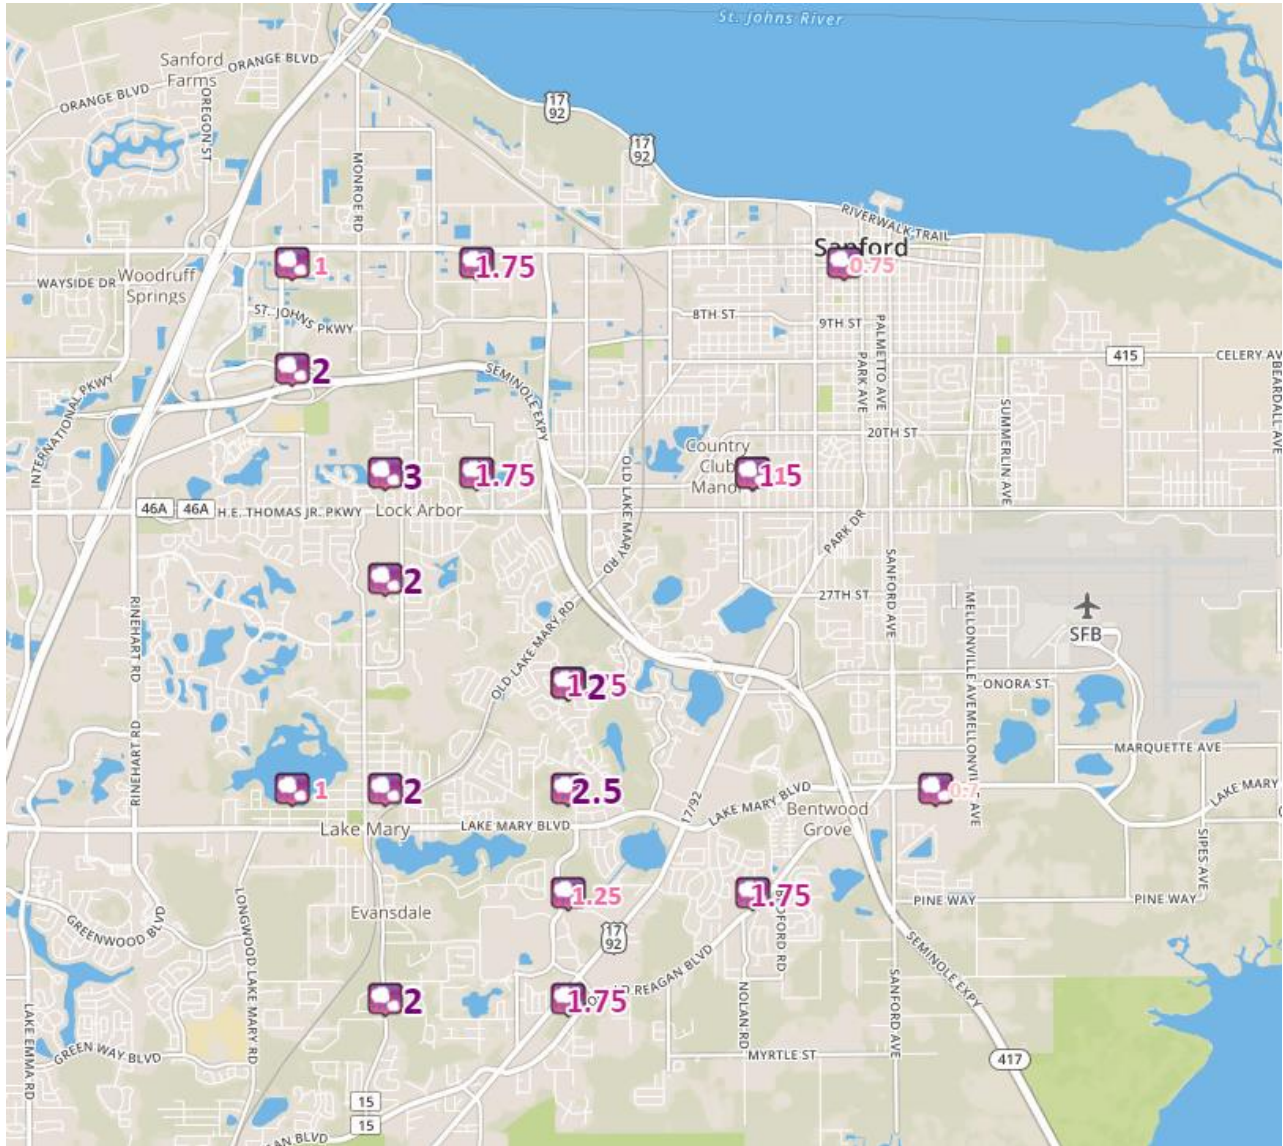 St. Johns River
Sanford
Farms
ORANGE BLVD
ORANGE BLVD
OREGON ST
17
92
17
92
MONROE RD
RIVERWALK TRAIL
Sanford
0.75
1
1.75
WAYSIDE DR
Woodruff
Springs
ST. JOHNS PKWY
8TH ST
9TH ST
PALMETTO AVE
PARK AVE
415
CELERY AV
BEARDALL AVE
2
SEMINOLE EXPY
INTERNATIONAL PKWY
SUMMERLIN AVE
20TH ST
Country
Club
Manor
OLD LAKE MARY RD
3
1.75
46A
46A
H.E. THOMAS JR. PKWY
Lock Arbor
PARK DR
SANFORD AVE
2
27TH ST
MELLONVILLE AVE
SFB
RINEHART RD
OLD LAKE MARY RD
ONORA ST
RINEHART RD
MARQUETTE AVE
1
2
2.5
17/92
LAKE MARY BLVD
Bentwood
Grove
LAKE MARY
Lake Mary
LAKE MARY BLVD
SIPES AVE
1.25
1.75
PINE WAY
PINE WAY
Evansdale
GREENWOOD BLVD
LONGWOOD LAKE MARY RD
17
92
SEMINOLE EXPY
SANFORD AVE
2
1.75
REAGAN BLVD
NOLAN RD
LAKE EMMA RD
GREEN WAY BLVD
MYRTLE ST
417
15
15
AN BLVD